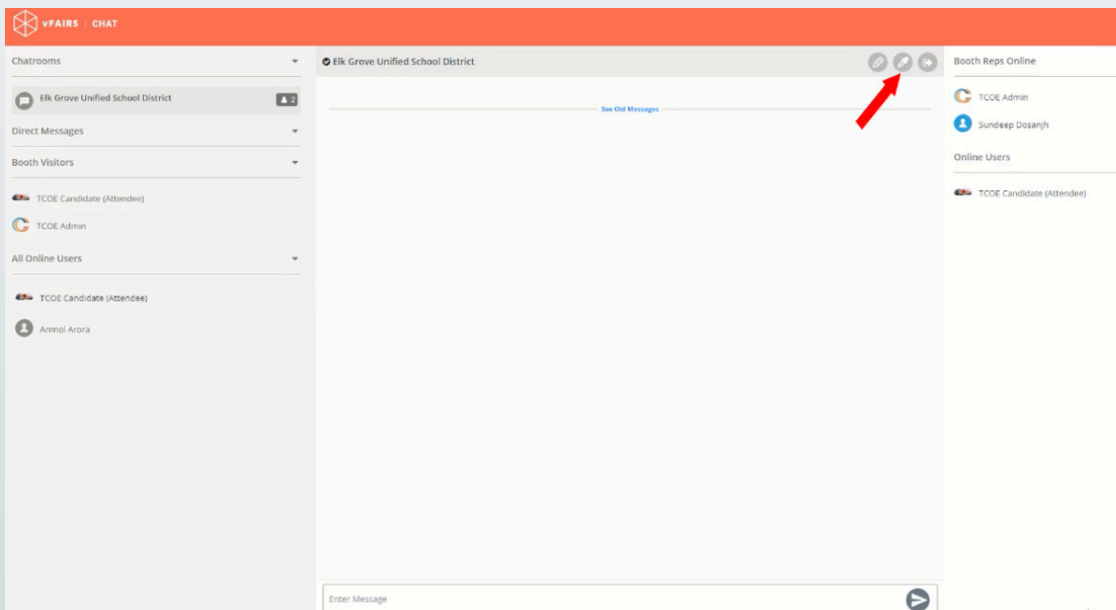 vFAIRS | CHAT
Chatrooms
Elk Grove Unified School District
2
Direct Messages
Booth Visitors
TCOE Candidate (Attendee)
TCOE Admin
All Online Users
TCOE Candidate (Attendee)
Anmol Arora
Elk Grove Unified School District
See Old Messages
Enter Message
Booth Reps Online
TCOE Admin
Sundeep Dosanjh
Online Users
TCOE Candidate (Attendee)